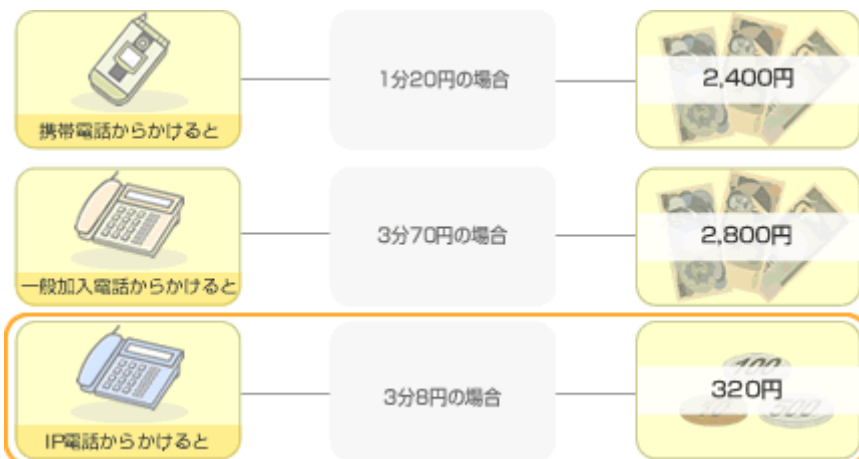 携帯電話からかけると
1分20円の場合
2,400円
一般加入電話からかけると
3分70円の場合
2,800円
IP電話からかけると
3分8円の場合
100
10
500
320円